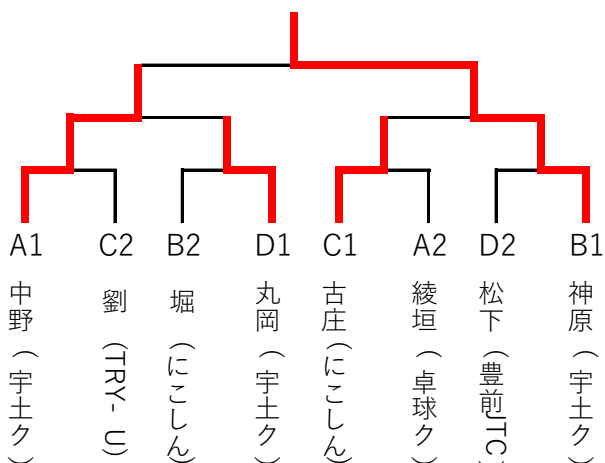 A1 C2 B2 D1 C1 A2 D2 B1
中野（宇土ク）
劉（TRY-U）
堀（にこしん）
丸岡（宇土ク）
古庄（にこしん）
綾垣（卓球ク）
松下（豊前JTC）
神原（宇土ク）